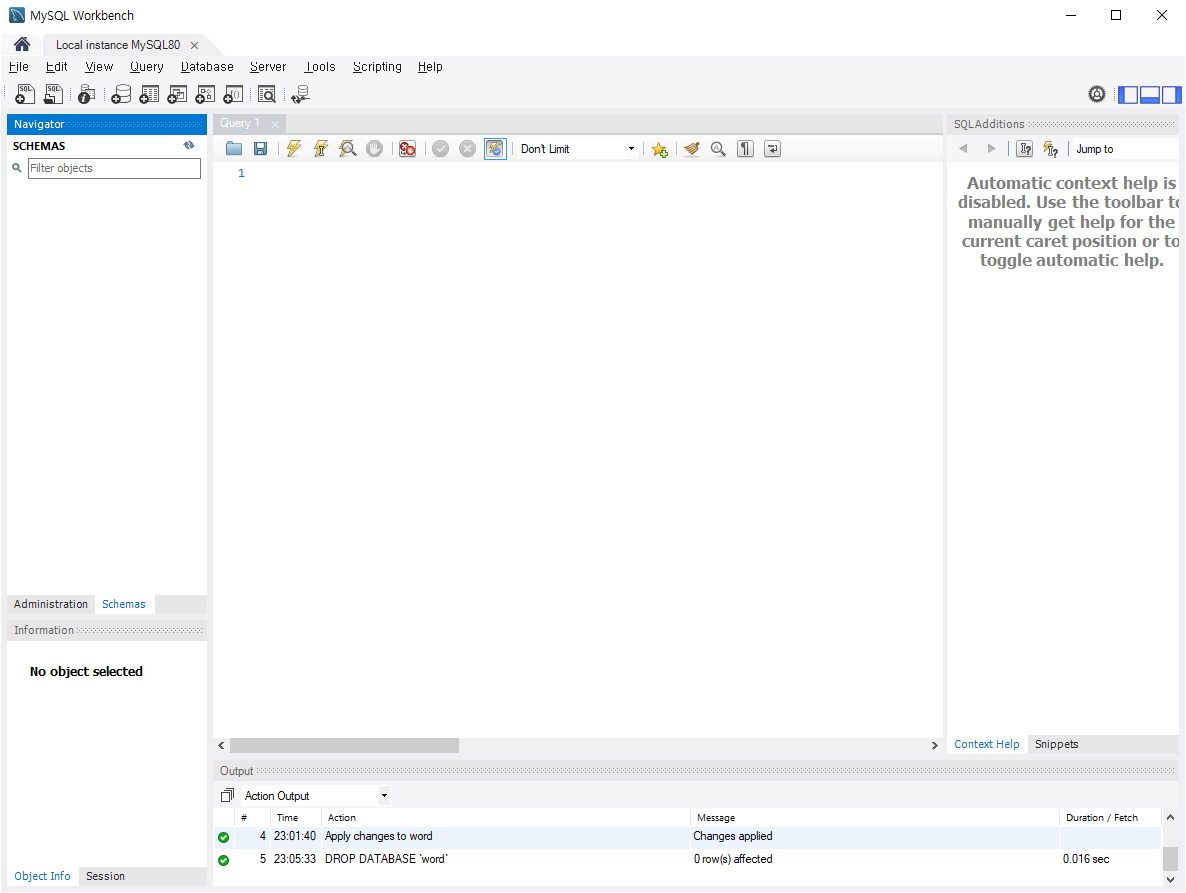 MySQL Workbench
Local instance MySQL80
File Edit View Query Database Server Tools Scripting Help
Navigator
SCHEMAS
Filter objects
Administration Schemas
Information
No object selected
Object Info Session
Query 1
Don't Limit
1
SQLAdditions
Jump to
Automatic context help is
disabled. Use the toolbar to
manually get help for the
current caret position or to
toggle automatic help.
Context Help Snippets
Output
Action Output
# Time Action Message Duration / Fetch
4 23:01:40 Apply changes to word Changes applied
5 23:05:33 DROP DATABASE `word` 0 row(s) affected 0.016 sec